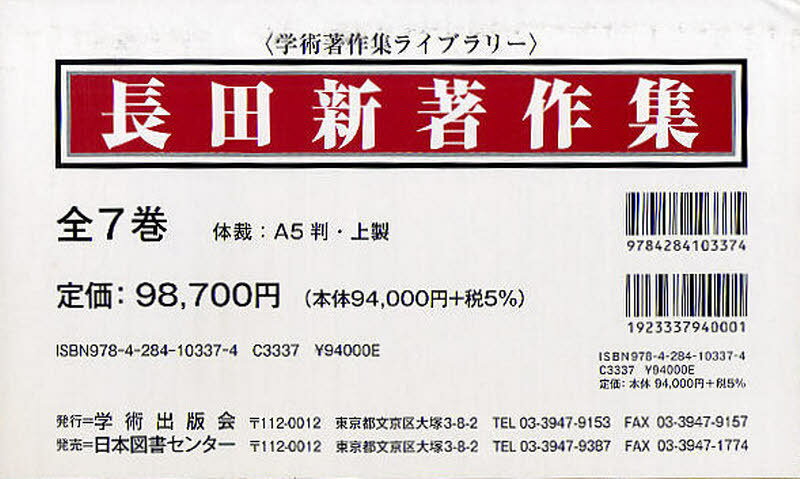 〈学術著作集ライブラリー〉
長田新著作集
全7巻 体裁：A5判・上製
9784284103374
定価：98,700円 （本体94,000円＋税5%）
1923337940001
ISBN978-4-284-10337-4 C3337 ¥94000E
ISBN978-4-284-10337-4
C3337 ¥94000E
定価：本体 94,000円＋税5%
発行＝学術出版会 〒112-0012 東京都文京区大塚3-8-2 TEL 03-3947-9153 FAX 03-3947-9157
発売＝日本図書センター 〒112-0012 東京都文京区大塚3-8-2 TEL 03-3947-9387 FAX 03-3947-1774